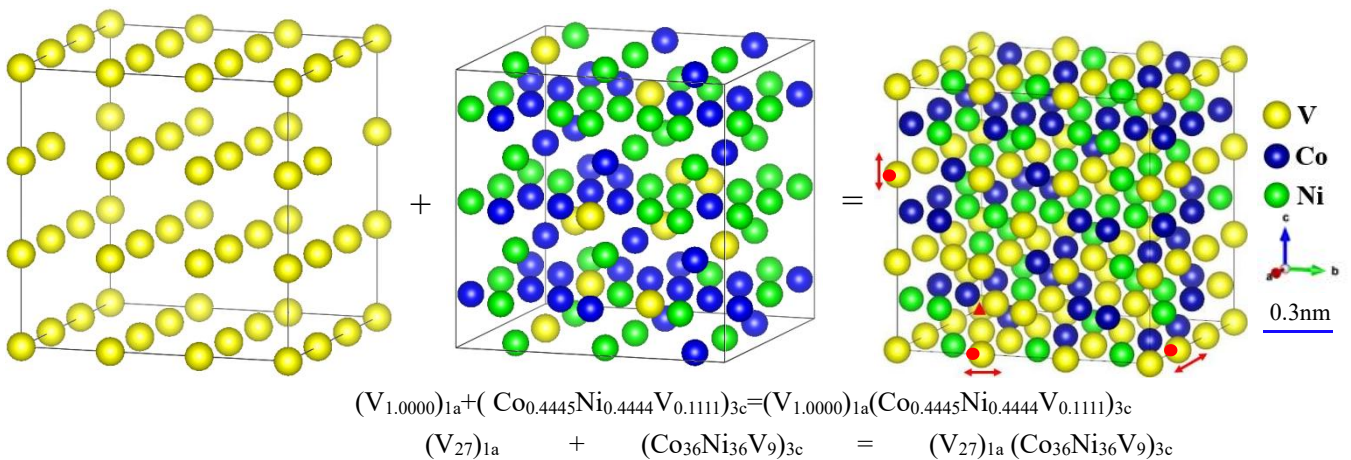 V
Co
Ni
c
a b
0.3nm
+ =
(V₁.₀₀₀₀)₁ₐ+( Co₀.₄₄₄₅Ni₀.₄₄₄₄V₀.₁₁₁₁)₃c=(V₁.₀₀₀₀)₁ₐ(Co₀.₄₄₄₅Ni₀.₄₄₄₄V₀.₁₁₁₁)₃c
(V₂₇)₁ₐ + (Co₃₆Ni₃₆V₉)₃c = (V₂₇)₁ₐ (Co₃₆Ni₃₆V₉)₃c